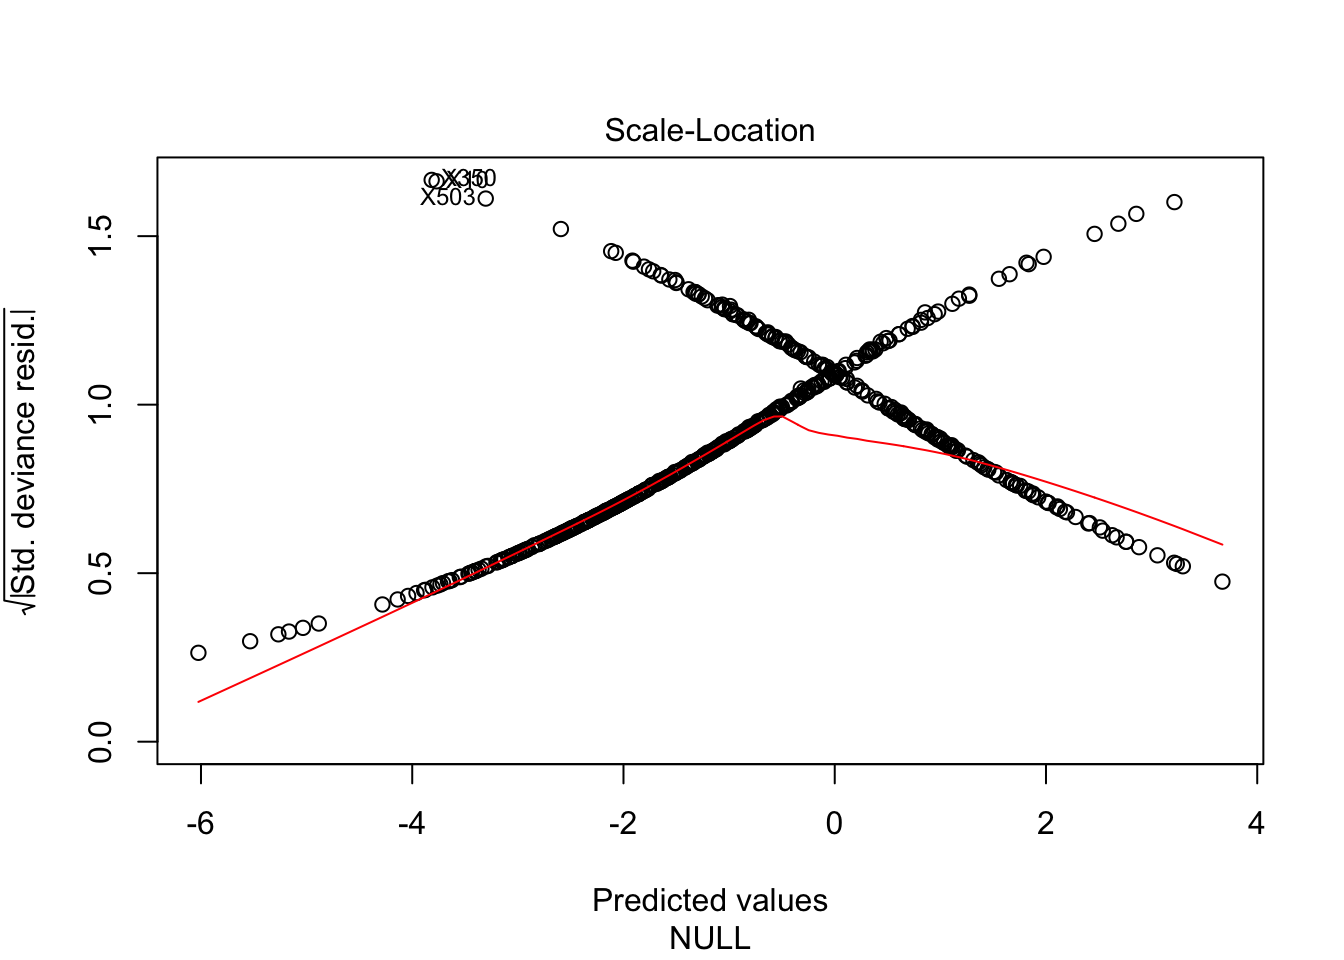 Scale-Location
√|Std. deviance resid.|
1.5
1.0
0.5
0.0
X350
X503
-6 -4 -2 0 2 4
Predicted values
NULL